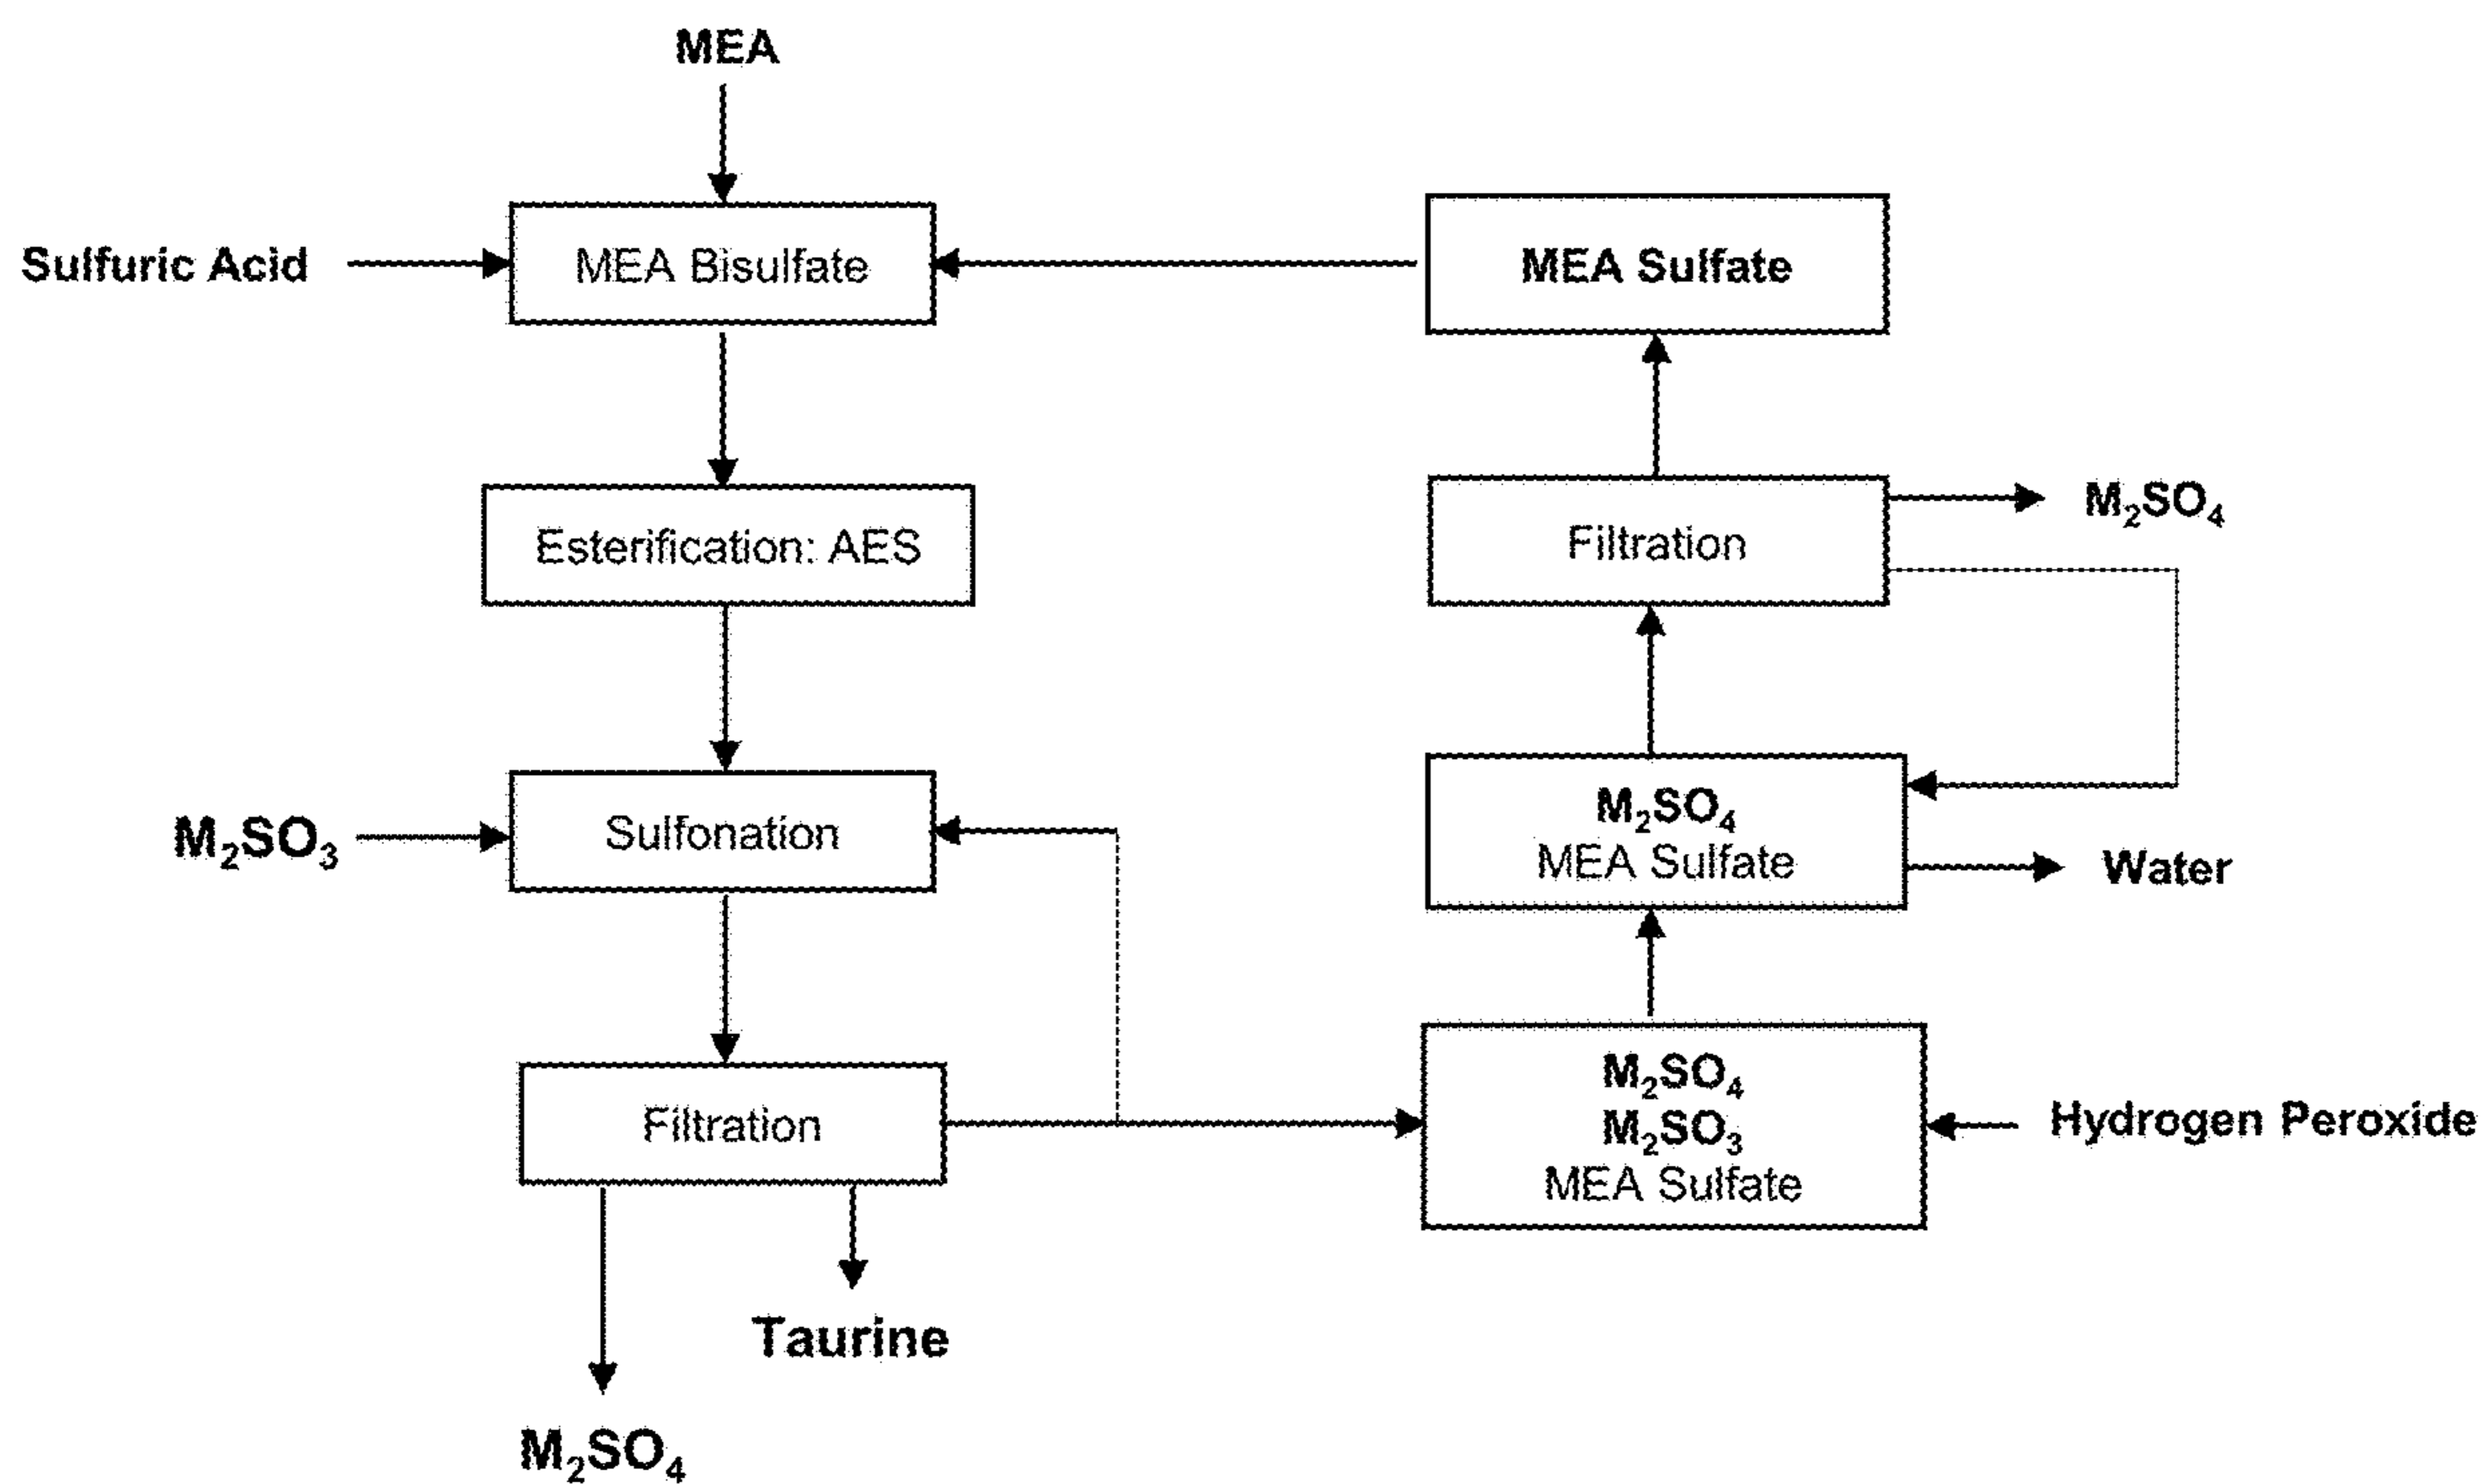 MEA
Sulfuric Acid
MEA Bisulfate
MEA Sulfate
Esterification: AES
Filtration
M₂SO₄
M₂SO₃
Sulfonation
M₂SO₄
MEA Sulfate
Water
Filtration
M₂SO₄
M₂SO₃
MEA Sulfate
Hydrogen Peroxide
Taurine
M₂SO₄